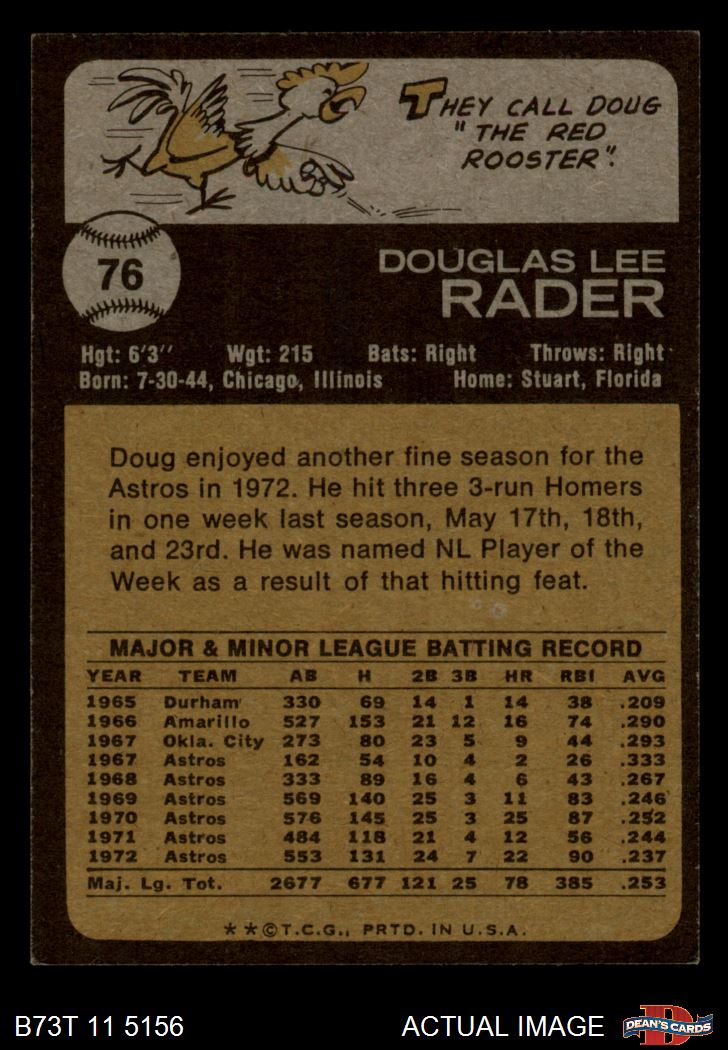 THEY CALL DOUG
"THE RED
ROOSTER".
76
DOUGLAS LEE
RADER
Hgt: 6'3" Wgt: 215 Bats: Right Throws: Right
Born: 7-30-44, Chicago, Illinois Home: Stuart, Florida
Doug enjoyed another fine season for the
Astros in 1972. He hit three 3-run Homers
in one week last season, May 17th, 18th,
and 23rd. He was named NL Player of the
Week as a result of that hitting feat.
MAJOR & MINOR LEAGUE BATTING RECORD
YEAR TEAM AB H 2B 3B HR RBI AVG
1965 Durham 330 69 14 1 14 38 .209
1966 Amarillo 527 153 21 12 16 74 .290
1967 Okla. City 273 80 23 5 9 44 .293
1967 Astros 162 54 10 4 2 26 .333
1968 Astros 333 89 16 4 6 43 .267
1969 Astros 569 140 25 3 11 83 .246
1970 Astros 576 145 25 3 25 87 .252
1971 Astros 484 118 21 4 12 56 .244
1972 Astros 553 131 24 7 22 90 .237
Maj. Lg. Tot. 2677 677 121 25 78 385 .253
**©T.C.G., PRTD. IN U.S.A.
B73T 11 5156 ACTUAL IMAGE DEAN'S CARDS